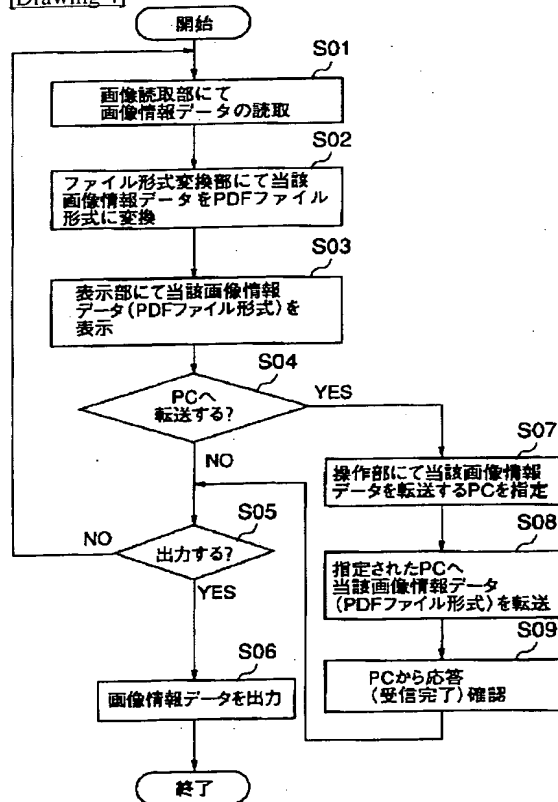 [Drawing 4]
開始
S01
画像読取部にて
画像情報データの読取
S02
ファイル形式変換部にて当該
画像情報データをPDFファイル
形式に変換
S03
表示部にて当該画像情報
データ(PDFファイル形式)を
表示
S04
PCへ
転送する?
YES
NO
S07
操作部にて当該画像情報
データを転送するPCを指定
S08
指定されたPCへ
当該画像情報データ
(PDFファイル形式)を転送
S09
PCから応答
(受信完了)確認
S05
出力する?
NO
YES
S06
画像情報データを出力
終了